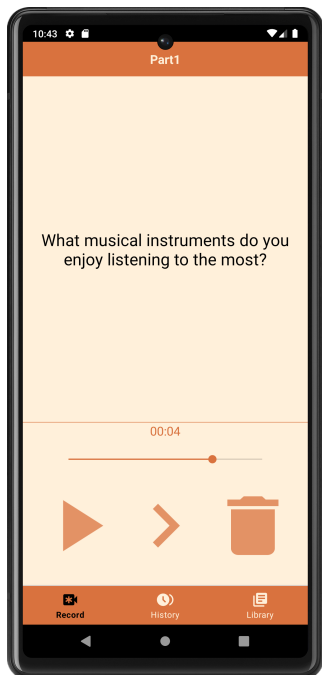 10:43
Part1
What musical instruments do you
enjoy listening to the most?
00:04
Record
History
Library